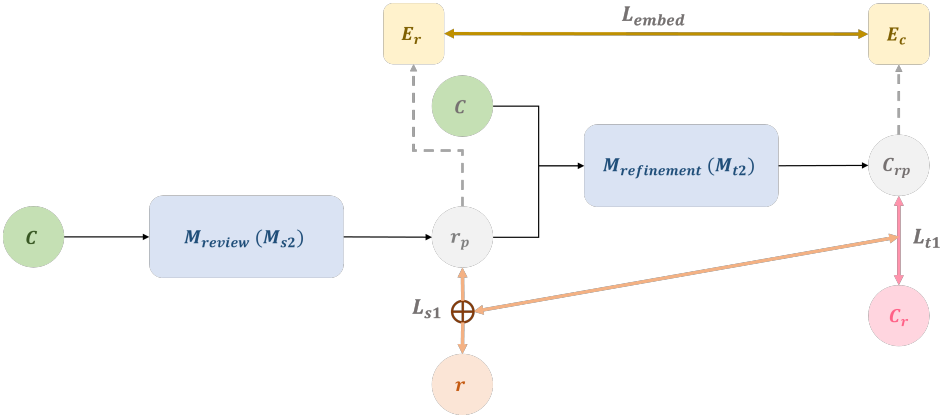 L_embed
E_r
E_c
C
M_refinement (M_t2)
C_rp
C
M_review (M_s2)
r_p
L_t1
L_s1
C_r
r